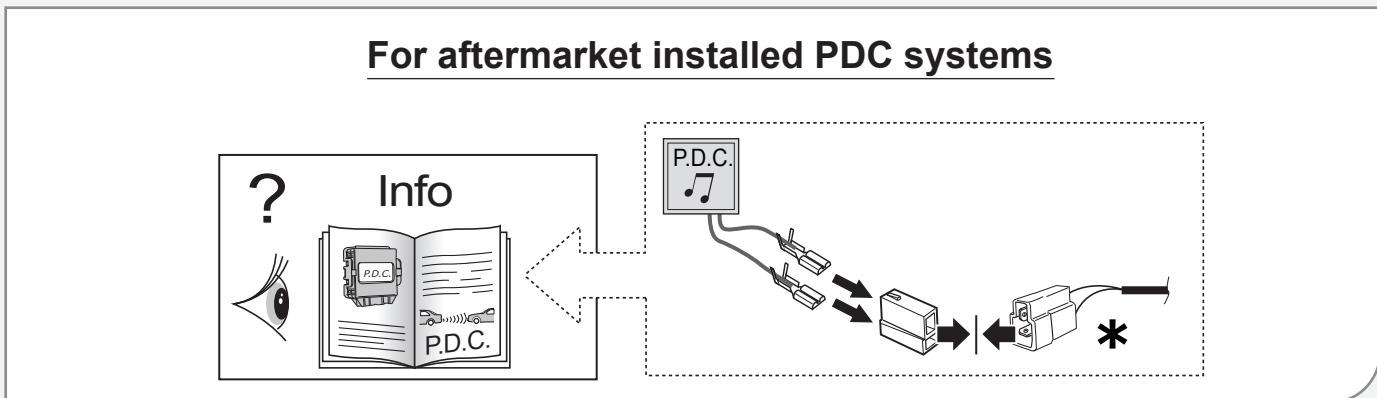 For aftermarket installed PDC systems
? Info
P.D.C.
P.D.C.
P.D.C.
*